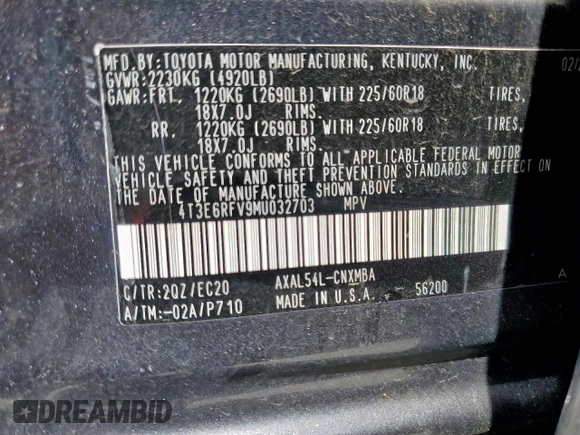 MFD.BY:TOYOTA MOTOR MANUFACTURING, KENTUCKY, INC.
GVWR:2230KG (4920LB)
GAWR:FRT. 1220KG (2690LB) WITH 225/60R18 TIRES,
18X7.0J RIMS.
RR. 1220KG (2690LB) WITH 225/60R18 TIRES,
18X7.0J RIMS.
THIS VEHICLE CONFORMS TO ALL APPLICABLE FEDERAL MOTOR
VEHICLE SAFETY AND THEFT PREVENTION STANDARDS IN EFFECT ON
THE DATE OF MANUFACTURE SHOWN ABOVE.
4T3E6RFV9MU032703 MPV
C/TR:2QZ/EC20 AXAL54L-CNXMBA
A/TM:-02A/P710 MADE IN U.S.A. 56200
A
DREAMBID